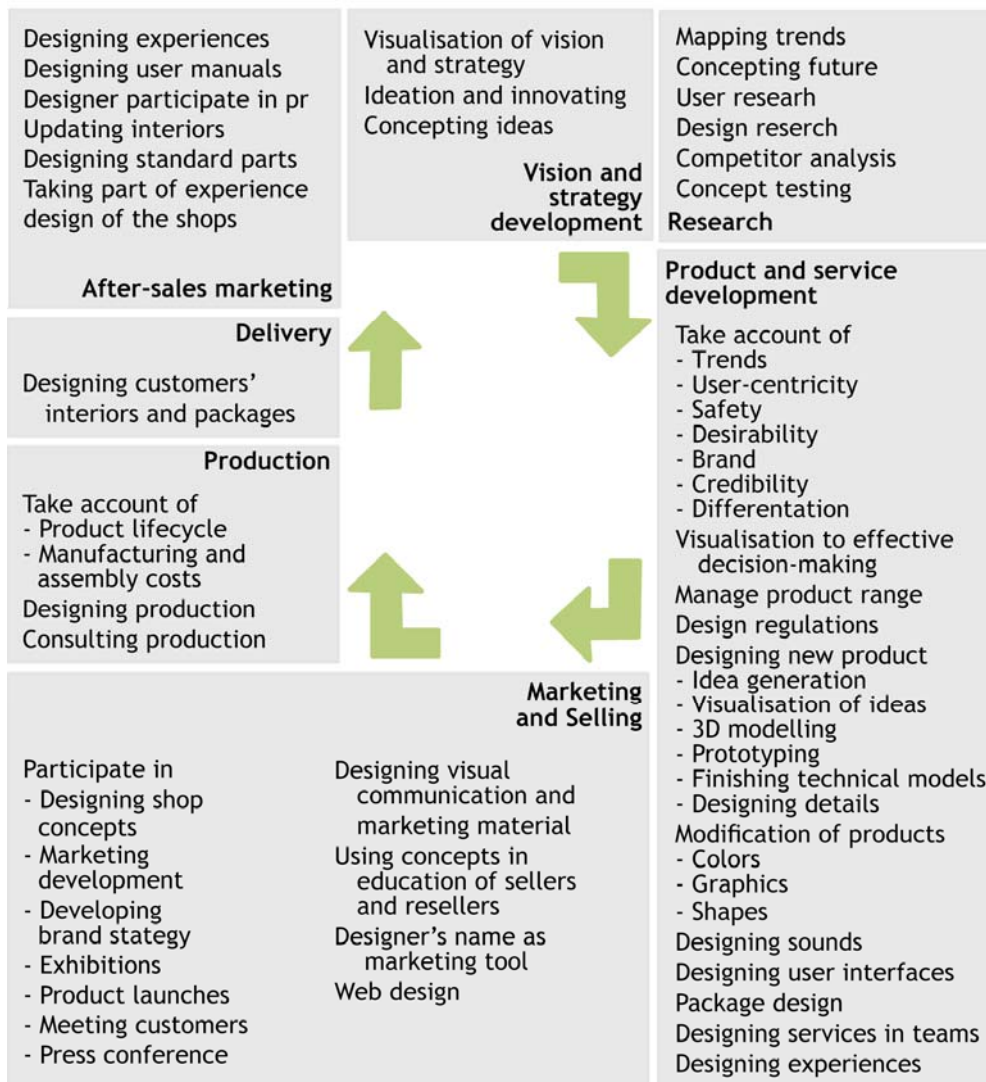 Designing experiences
Designing user manuals
Designer participate in pr
Updating interiors
Designing standard parts
Taking part of experience
design of the shops
After-sales marketing
Visualisation of vision
and strategy
Ideation and innovating
Concepting ideas
Vision and
strategy
development
Mapping trends
Concepting future
User researh
Design reserch
Competitor analysis
Concept testing
Research
Product and service
development
Take account of
- Trends
- User-centricity
- Safety
- Desirability
- Brand
- Credibility
- Differentation
Visualisation to effective
decision-making
Manage product range
Design regulations
Designing new product
- Idea generation
- Visualisation of ideas
- 3D modelling
- Prototyping
- Finishing technical models
- Designing details
Modification of products
- Colors
- Graphics
- Shapes
Designing sounds
Designing user interfaces
Package design
Designing services in teams
Designing experiences
Marketing
and Selling
Participate in
- Designing shop
concepts
- Marketing
development
- Developing
brand stategy
- Exhibitions
- Product launches
- Meeting customers
- Press conference
Designing visual
communication and
marketing material
Using concepts in
education of sellers
and resellers
Designer's name as
marketing tool
Web design
Production
Take account of
- Product lifecycle
- Manufacturing and
assembly costs
Designing production
Consulting production
Delivery
Designing customers'
interiors and packages